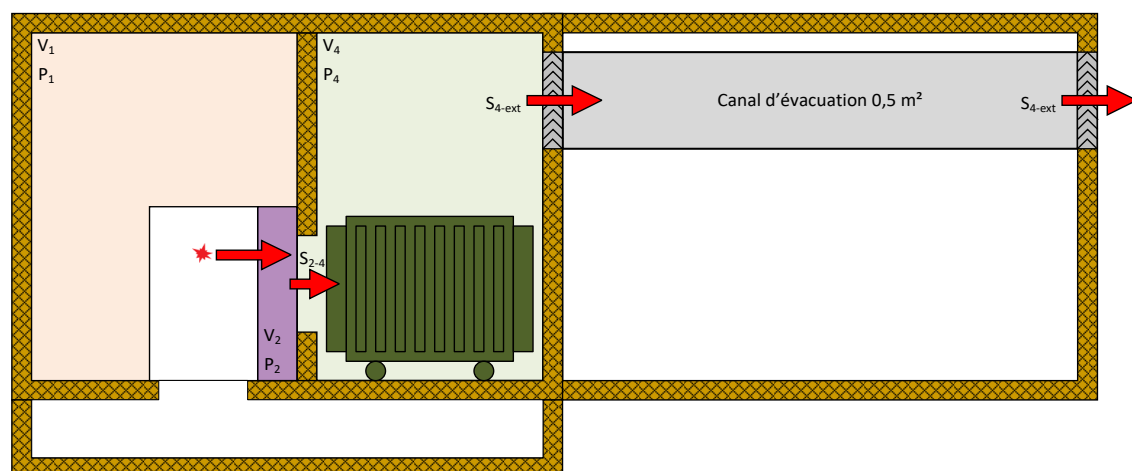 V₁
P₁
V₄
P₄
S₄₋ext
Canal d’évacuation 0,5 m²
S₄₋ext
S₂₋₄
V₂
P₂